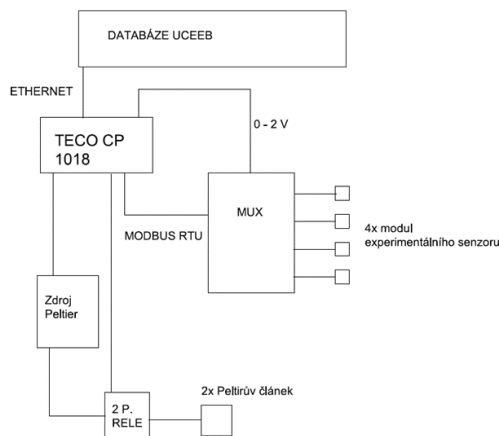 DATABÁZE UCEEB
ETHERNET
TECO CP
1018
0 - 2 V
MUX
MODBUS RTU
4x modul
experimentálního senzoru
Zdroj
Peltier
2x Peltirův článek
2 P.
RELE